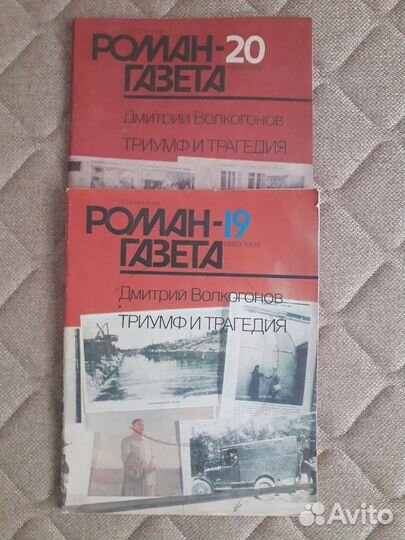 РОМАН-20
ГАЗЕТА
Дмитрий Волкогонов
ТРИУМФ И ТРАГЕДИЯ
РОМАН-19
ГАЗЕТА
Дмитрий Волкогонов
ТРИУМФ И ТРАГЕДИЯ
Avito